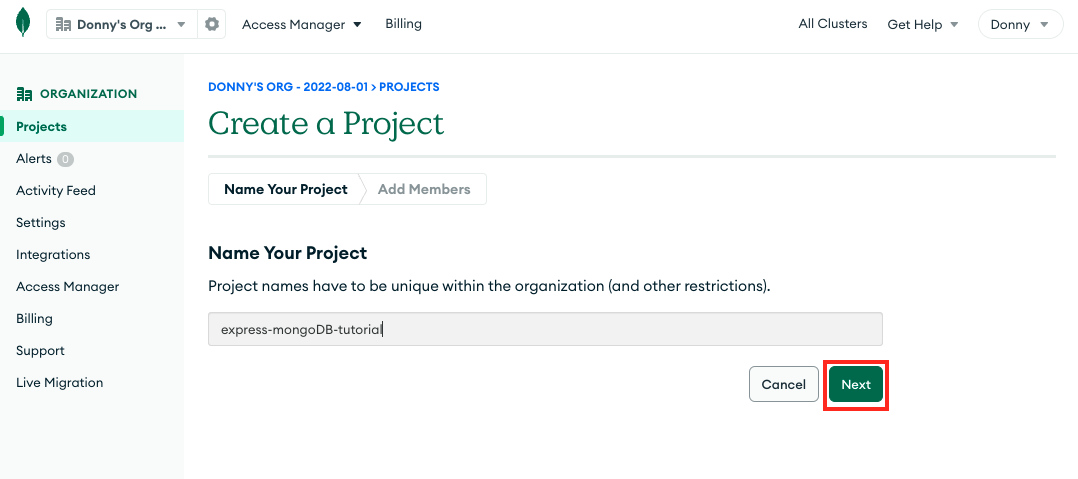 Donny's Org ...
Access Manager
Billing
All Clusters
Get Help
Donny
ORGANIZATION
Projects
Alerts 0
Activity Feed
Settings
Integrations
Access Manager
Billing
Support
Live Migration
DONNY'S ORG - 2022-08-01 > PROJECTS
Create a Project
Name Your Project
Add Members
Name Your Project
Project names have to be unique within the organization (and other restrictions).
express-mongoDB-tutorial
Cancel
Next